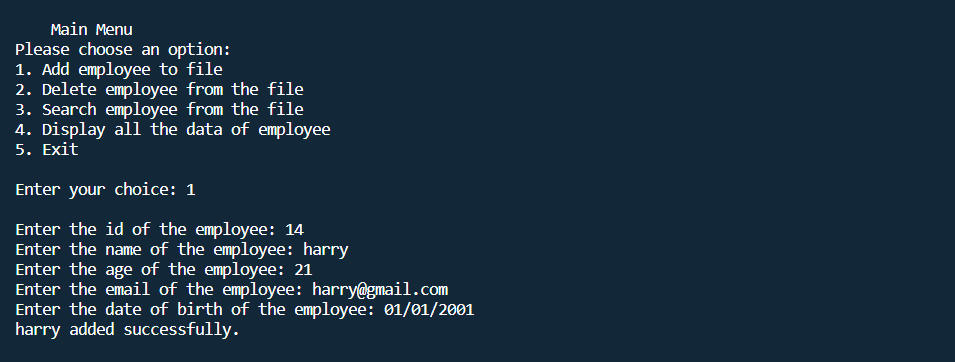 Main Menu
Please choose an option:
1. Add employee to file
2. Delete employee from the file
3. Search employee from the file
4. Display all the data of employee
5. Exit
Enter your choice: 1
Enter the id of the employee: 14
Enter the name of the employee: harry
Enter the age of the employee: 21
Enter the email of the employee: harry@gmail.com
Enter the date of birth of the employee: 01/01/2001
harry added successfully.